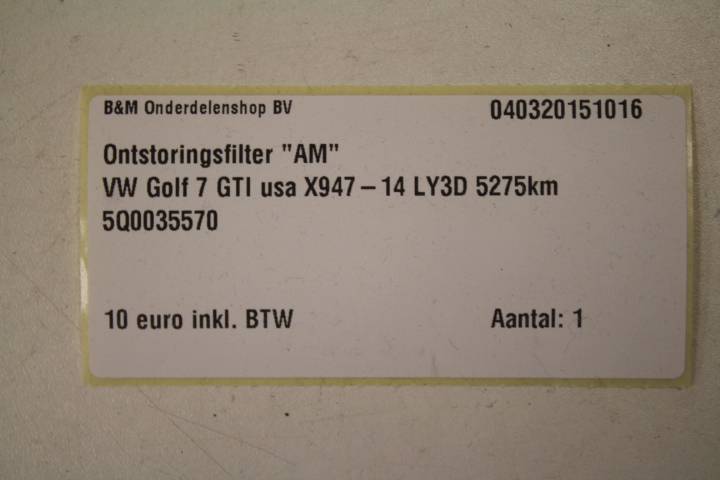 B&M Onderdelenshop BV 040320151016
Ontstoringsfilter "AM"
VW Golf 7 GTI usa X947 – 14 LY3D 5275km
5Q0035570
10 euro inkl. BTW Aantal: 1